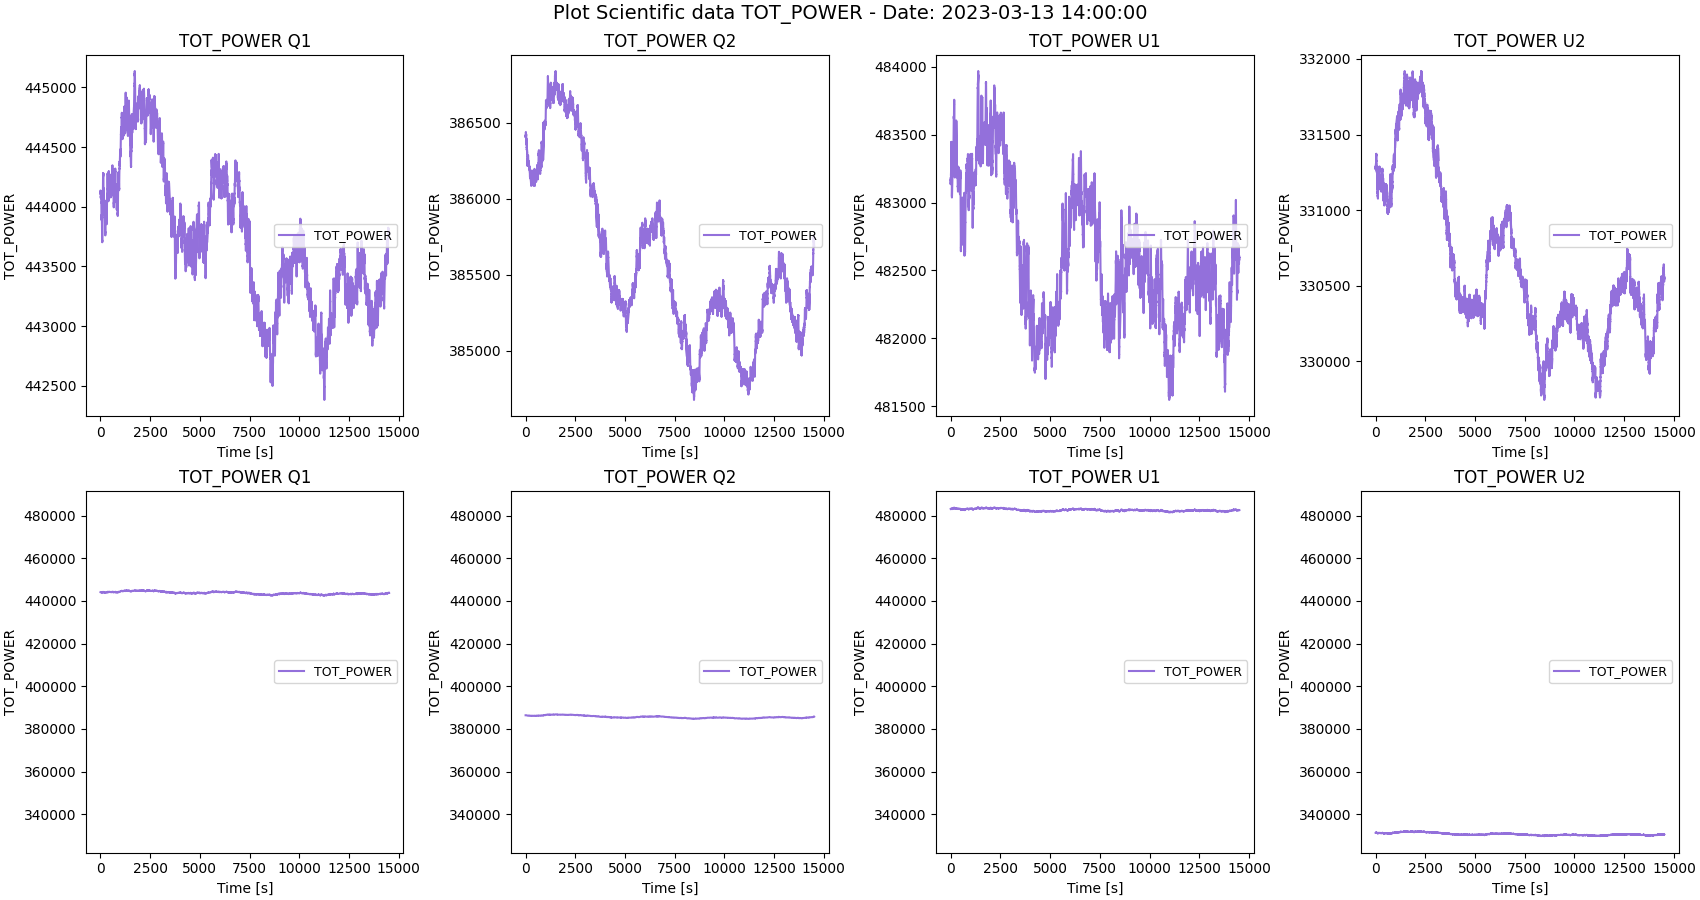 Plot Scientific data TOT_POWER - Date: 2023-03-13 14:00:00
TOT_POWER Q1
TOT_POWER
445000
444500
444000
443500
443000
442500
TOT_POWER
0 2500 5000 7500 10000 12500 15000
Time [s]
TOT_POWER Q2
TOT_POWER
386500
386000
385500
385000
TOT_POWER
0 2500 5000 7500 10000 12500 15000
Time [s]
TOT_POWER U1
TOT_POWER
484000
483500
483000
482500
482000
481500
TOT_POWER
0 2500 5000 7500 10000 12500 15000
Time [s]
TOT_POWER U2
TOT_POWER
332000
331500
331000
330500
330000
TOT_POWER
0 2500 5000 7500 10000 12500 15000
Time [s]
TOT_POWER Q1
TOT_POWER
480000
460000
440000
420000
400000
380000
360000
340000
TOT_POWER
0 2500 5000 7500 10000 12500 15000
Time [s]
TOT_POWER Q2
TOT_POWER
480000
460000
440000
420000
400000
380000
360000
340000
TOT_POWER
0 2500 5000 7500 10000 12500 15000
Time [s]
TOT_POWER U1
TOT_POWER
480000
460000
440000
420000
400000
380000
360000
340000
TOT_POWER
0 2500 5000 7500 10000 12500 15000
Time [s]
TOT_POWER U2
TOT_POWER
480000
460000
440000
420000
400000
380000
360000
340000
TOT_POWER
0 2500 5000 7500 10000 12500 15000
Time [s]